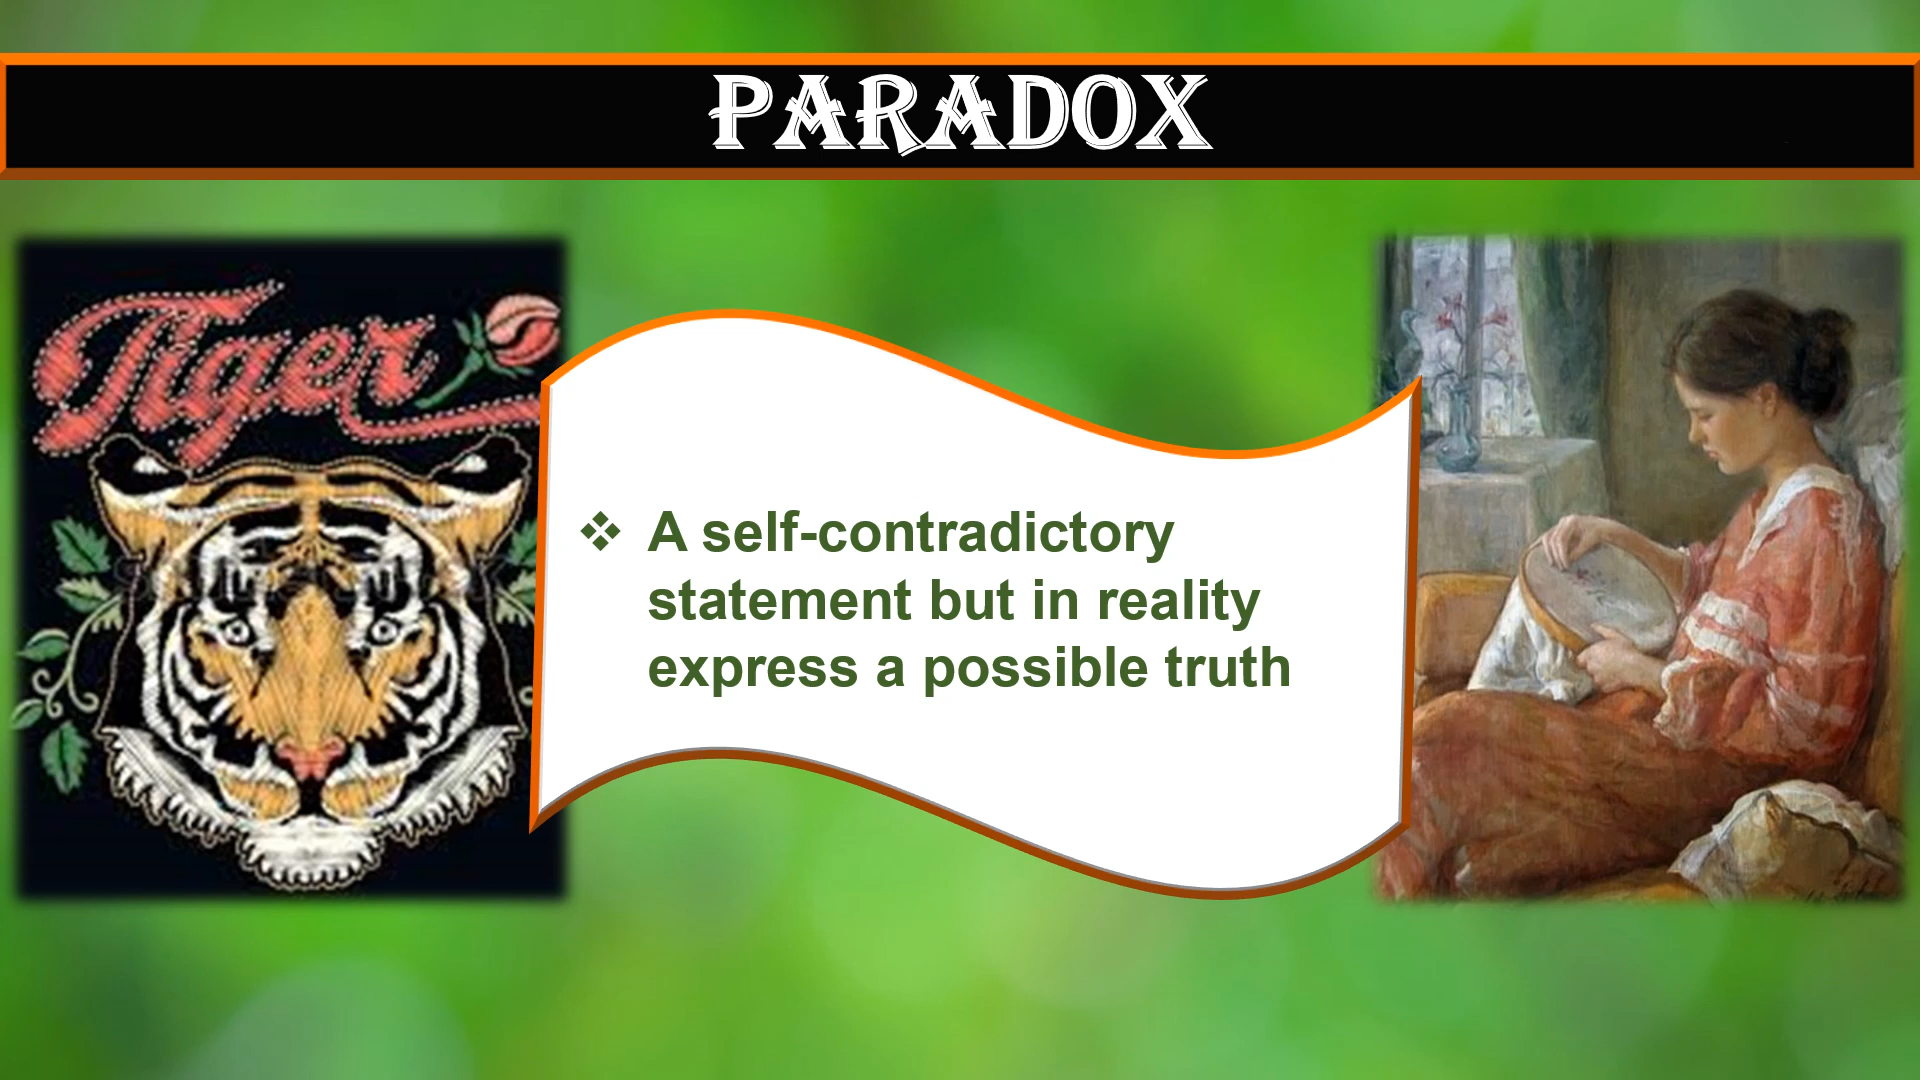 PARADOX
Tiger
❖ A self-contradictory
statement but in reality
express a possible truth